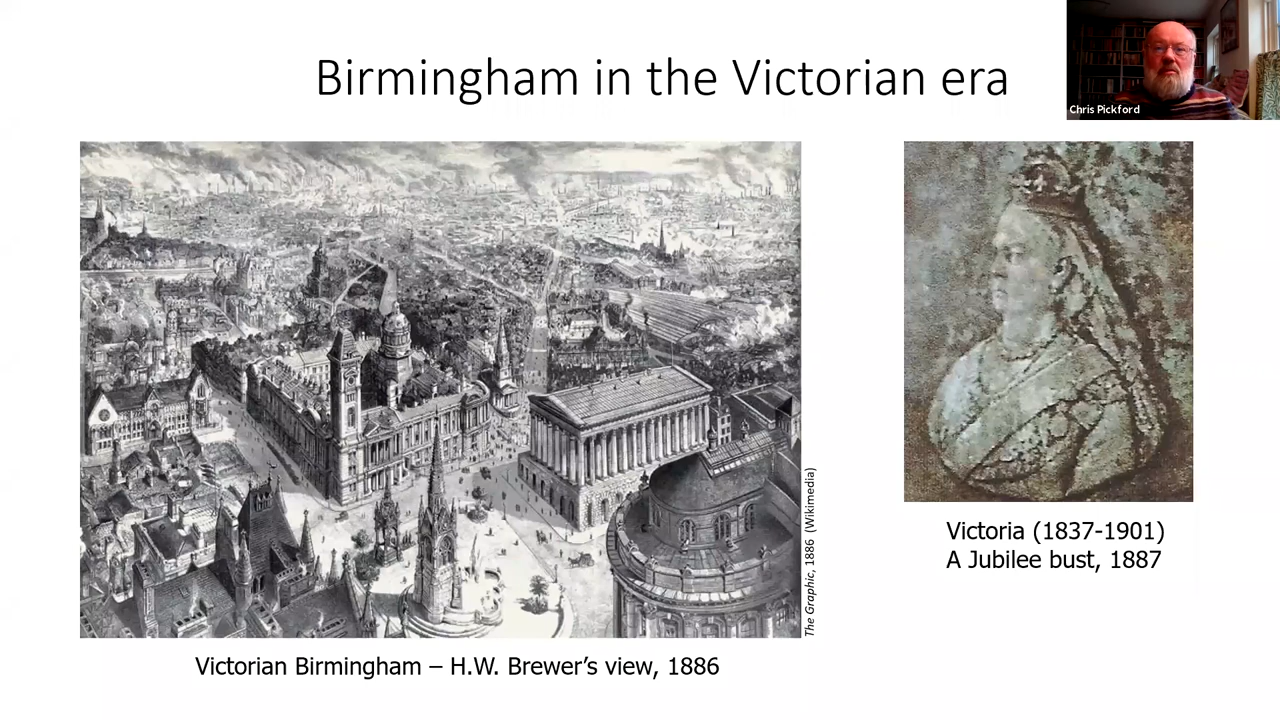 Birmingham in the Victorian era
Chris Pickford
The Graphic, 1886 (Wikimedia)
Victoria (1837-1901)
A Jubilee bust, 1887
Victorian Birmingham – H.W. Brewer’s view, 1886